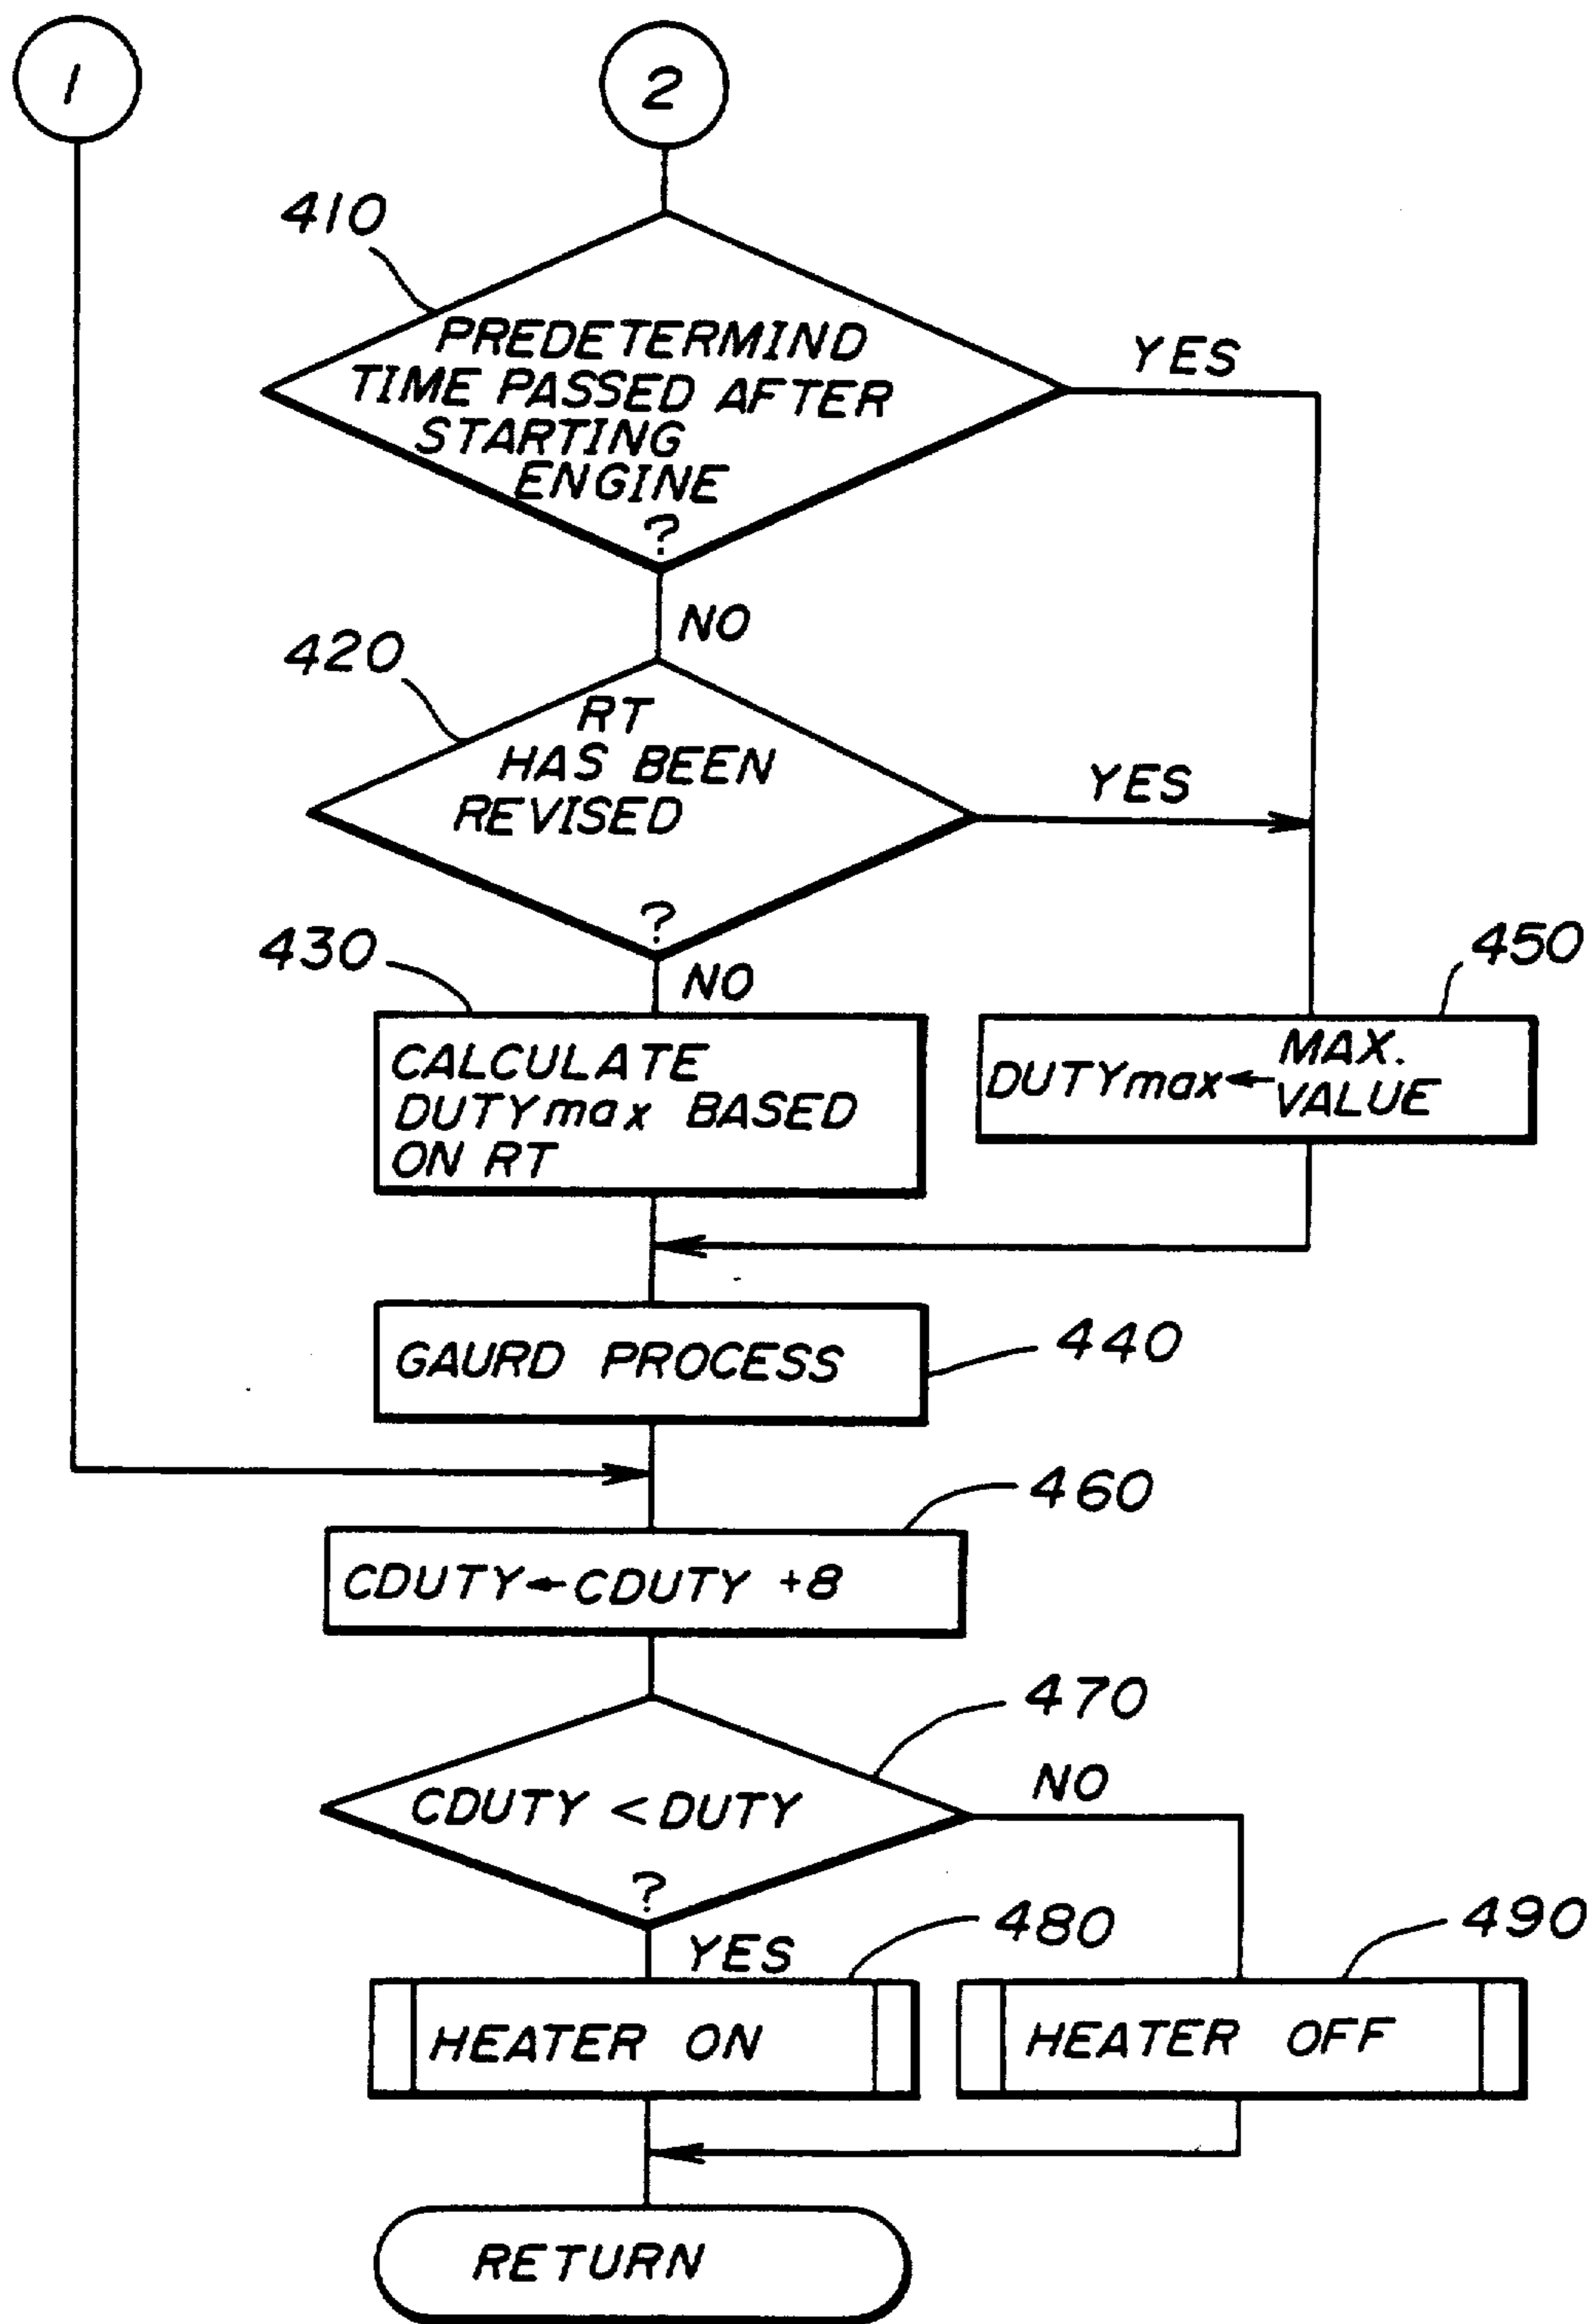 1
2
410
PREDETERMIND
TIME PASSED AFTER
STARTING
ENGINE
?
YES
NO
420
RT
HAS BEEN
REVISED
?
YES
NO
430
CALCULATE
DUTYmax BASED
ON RT
450
DUTYmax ← MAX.
VALUE
GAURD PROCESS
440
460
CDUTY ← CDUTY +8
470
CDUTY < DUTY
?
NO
YES
480
HEATER ON
490
HEATER OFF
RETURN